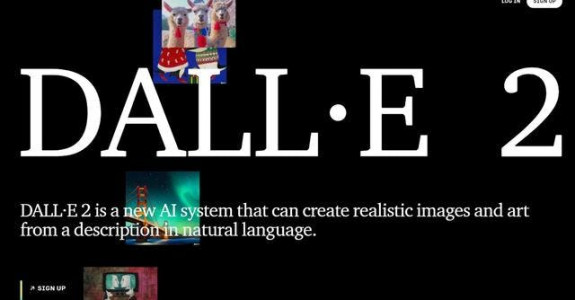 LOG IN SIGN UP
DALL·E 2
DALL·E 2 is a new AI system that can create realistic images and art
from a description in natural language.
↗ SIGN UP